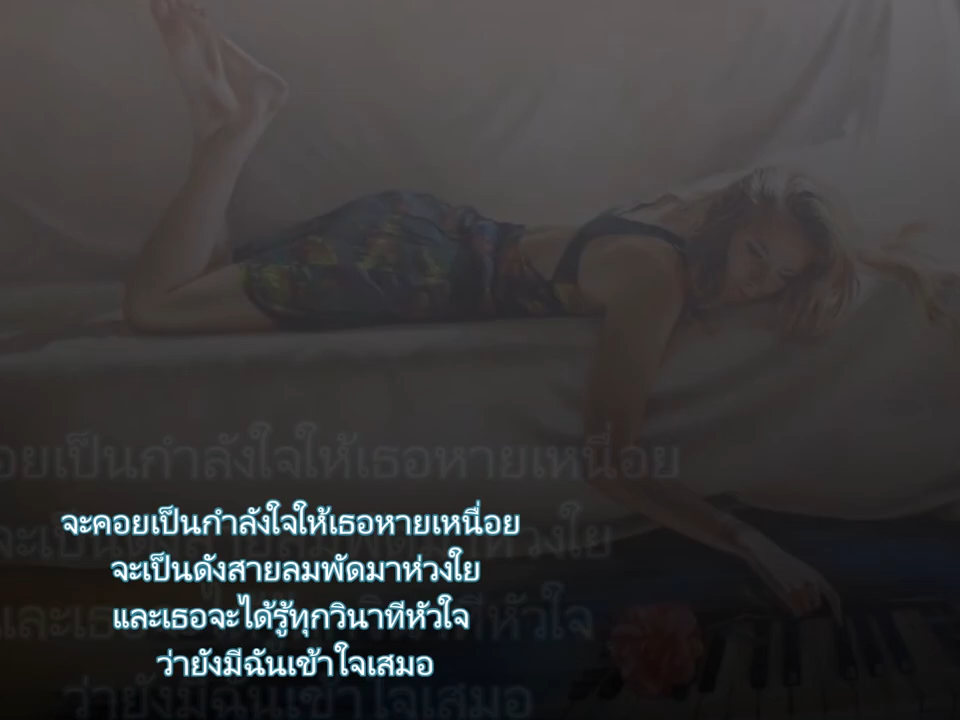 จะคอยเป็นกำลังใจให้เธอหายเหนื่อย
จะเป็นดังสายลมพัดมาห่วงใย
และเธอจะได้รู้ทุกวินาทีหัวใจ
ว่ายังมีฉันเข้าใจเสมอ